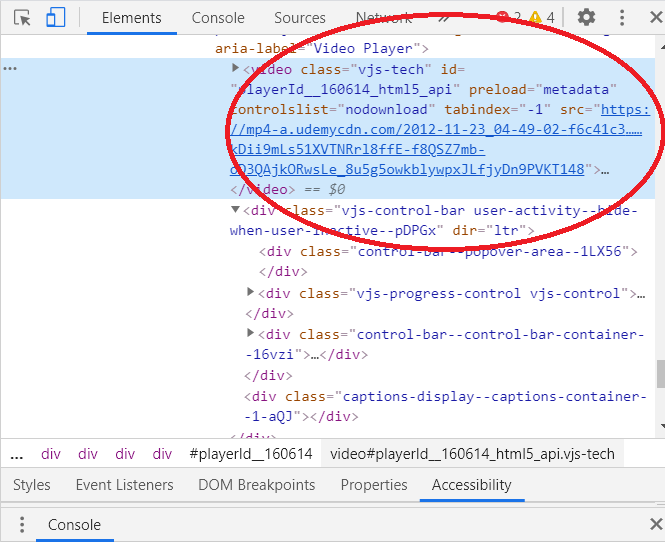 Elements Console Sources Network » 2 4
aria-label="Video Player">
… <video class="vjs-tech" id=
"playerId__160614_html5_api" preload="metadata"
controlslist="nodownload" tabindex="-1" src="https:
//mp4-a.udemycdn.com/2012-11-23_04-49-02-f6c41c3……
kDii9mLs51XVTNRrl8ffE-f8QSZ7mb-
oD3QAjkORwsLe_8u5g5owkblywpxJLfjyDn9PVKT148">…
</video> == $0
<div class="vjs-control-bar user-activity--hide-
when-user-inactive--pDPGx" dir="ltr">
<div class="control-bar--popover-area--1LX56">
</div>
<div class="vjs-progress-control vjs-control">…
</div>
<div class="control-bar--control-bar-container-
-16vzi">…</div>
</div>
<div class="captions-display--captions-container-
-1-aQJ"></div>
</div>
… div div div div #playerId__160614 video#playerId__160614_html5_api.vjs-tech
Styles Event Listeners DOM Breakpoints Properties Accessibility
Console